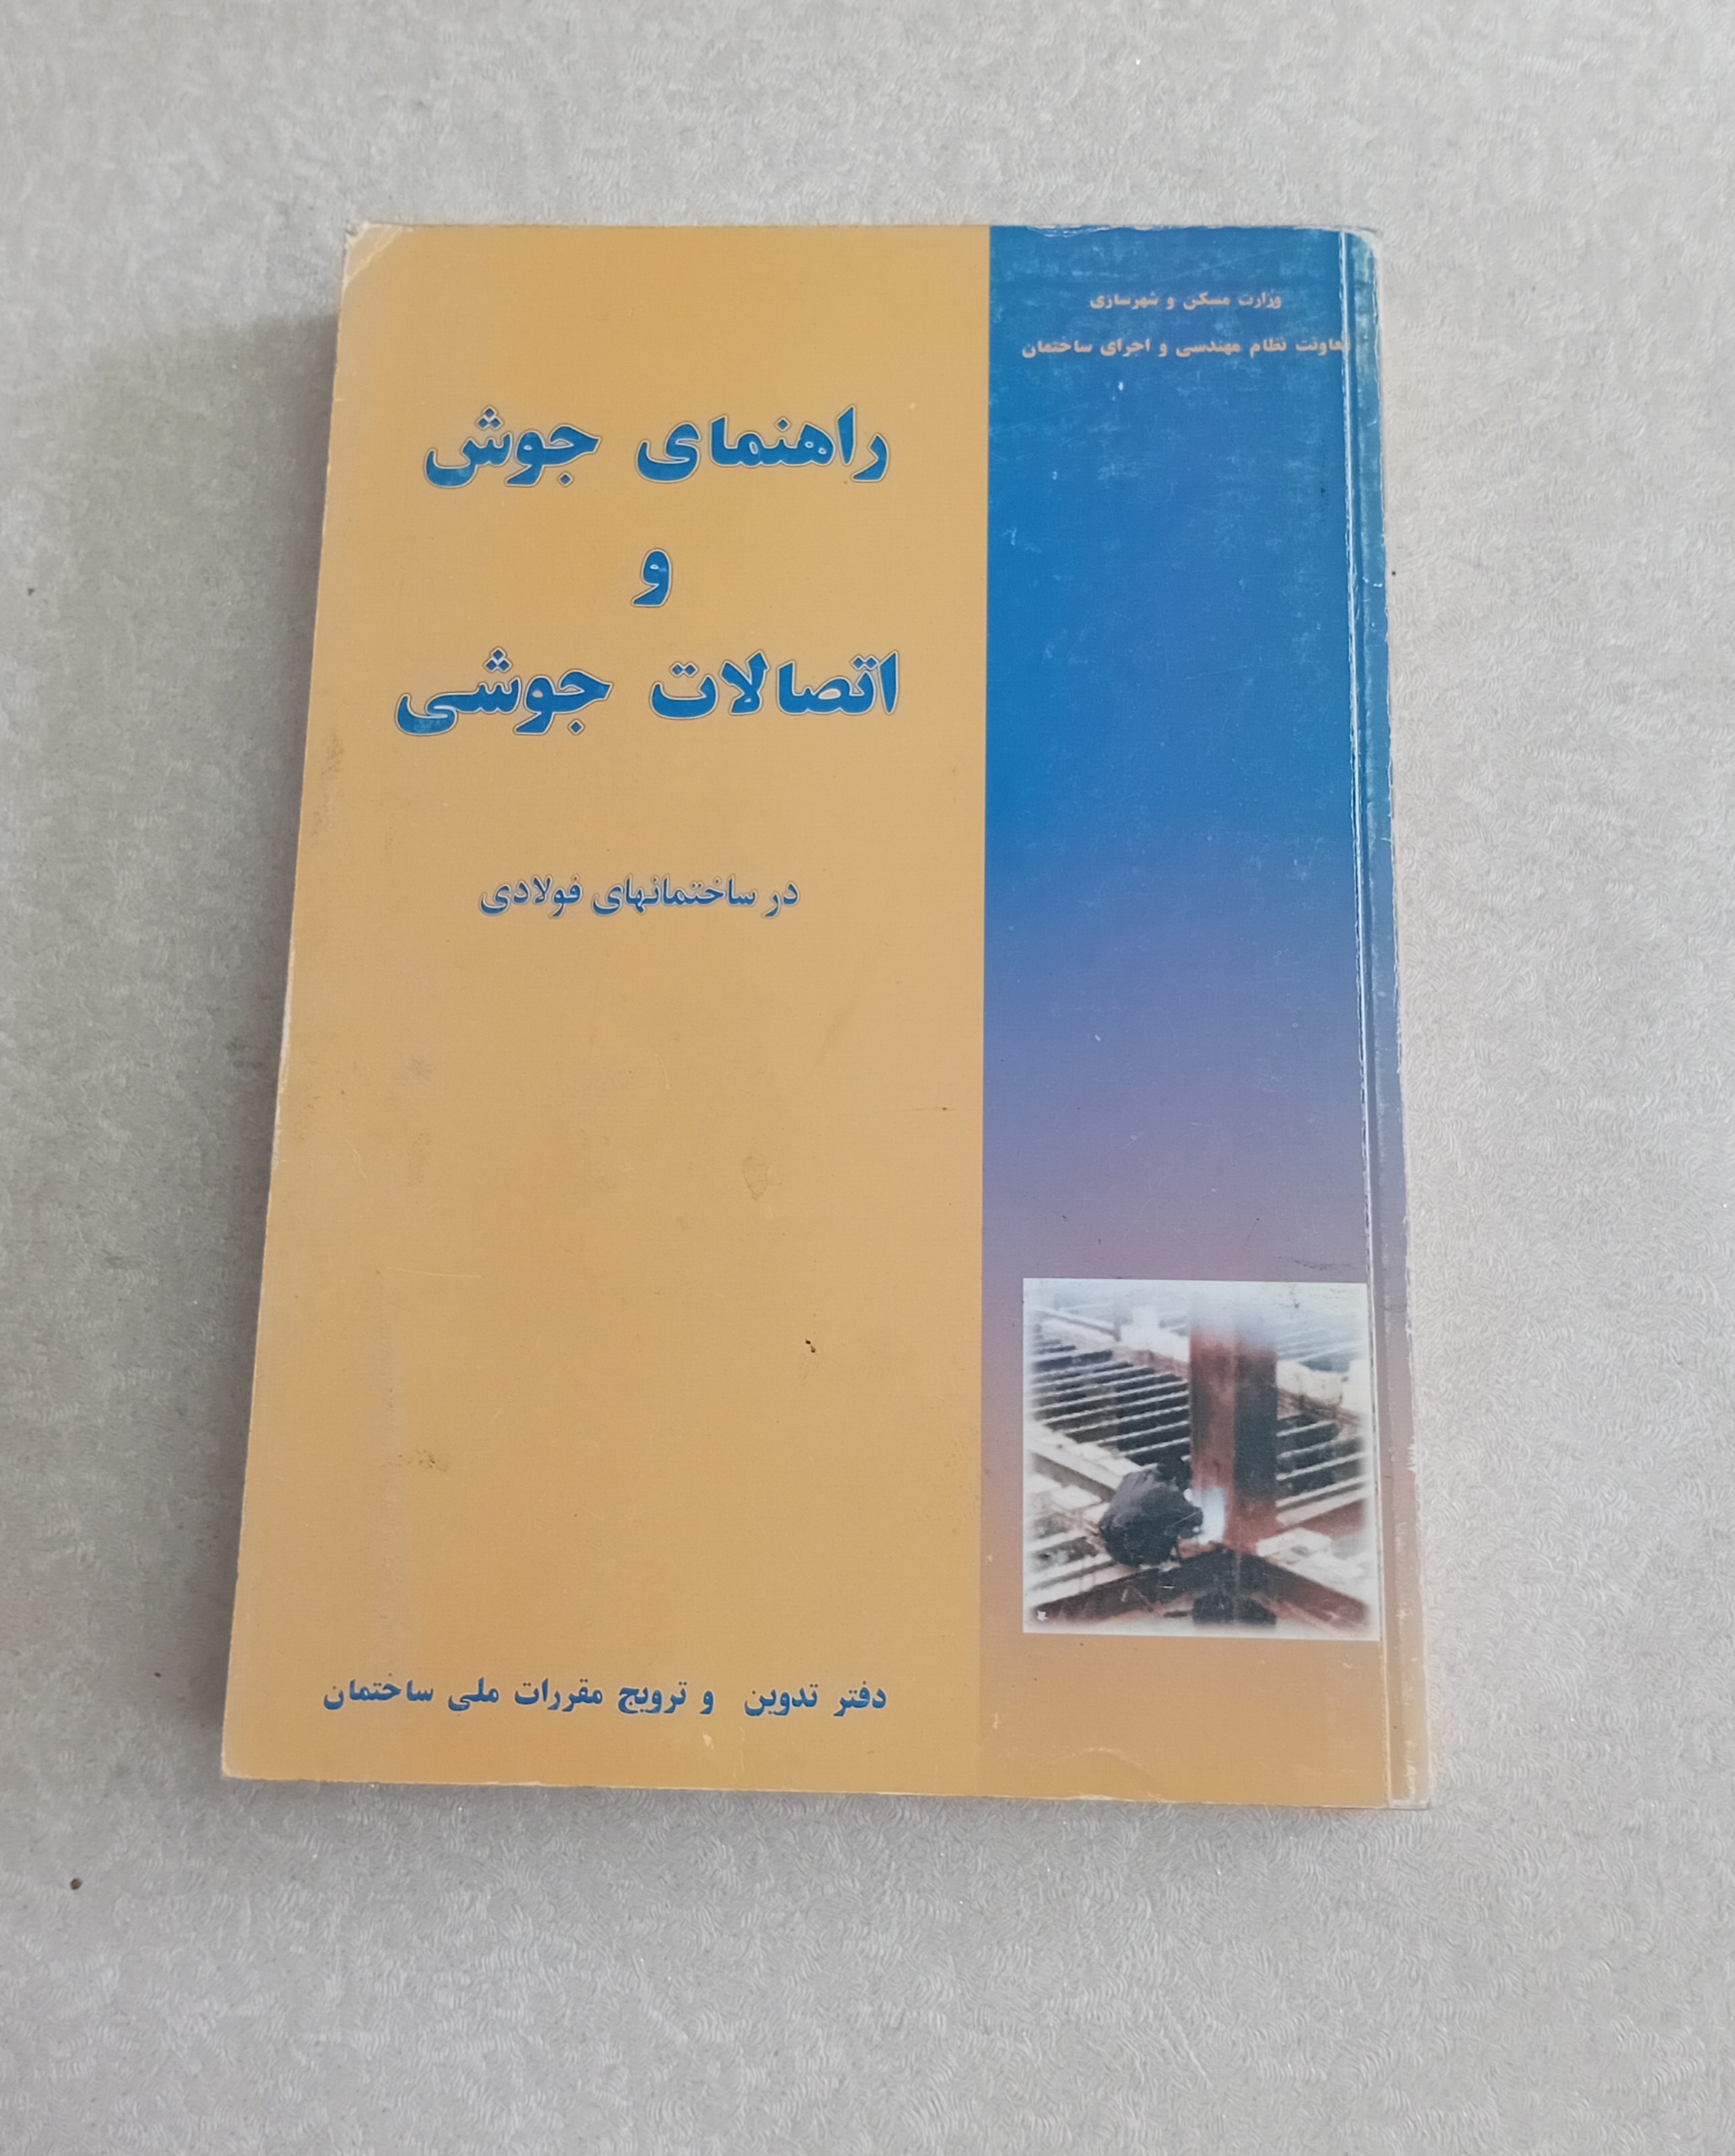 وزارت مسکن و شهرسازی
معاونت نظام مهندسی و اجرای ساختمان
راهنمای جوش
و
اتصالات جوشی
در ساختمانهای فولادی
دفتر تدوین و ترویج مقررات ملی ساختمان